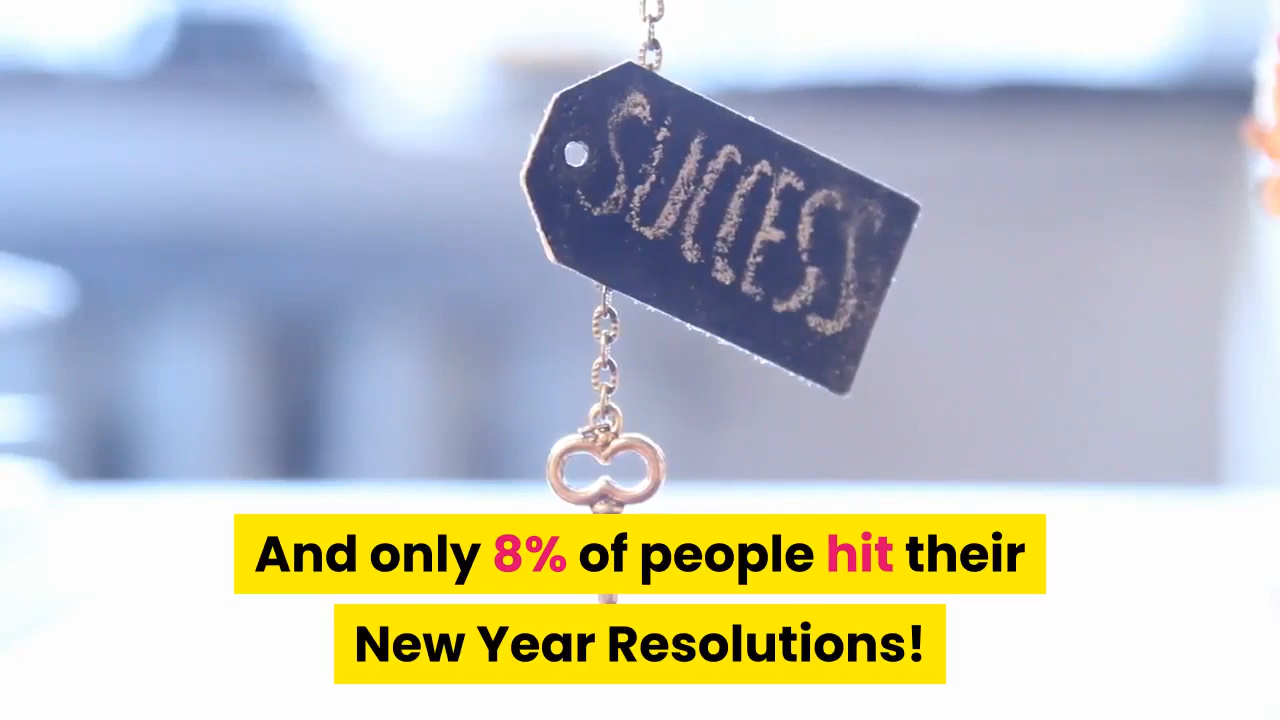 SUCCESS
And only 8% of people hit their
New Year Resolutions!